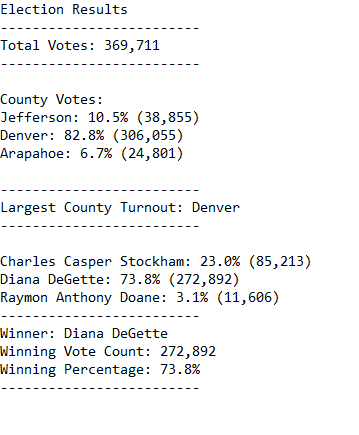 Election Results
-------------------------
Total Votes: 369,711
-------------------------
County Votes:
Jefferson: 10.5% (38,855)
Denver: 82.8% (306,055)
Arapahoe: 6.7% (24,801)
-------------------------
Largest County Turnout: Denver
-------------------------
Charles Casper Stockham: 23.0% (85,213)
Diana DeGette: 73.8% (272,892)
Raymon Anthony Doane: 3.1% (11,606)
-------------------------
Winner: Diana DeGette
Winning Vote Count: 272,892
Winning Percentage: 73.8%
-------------------------